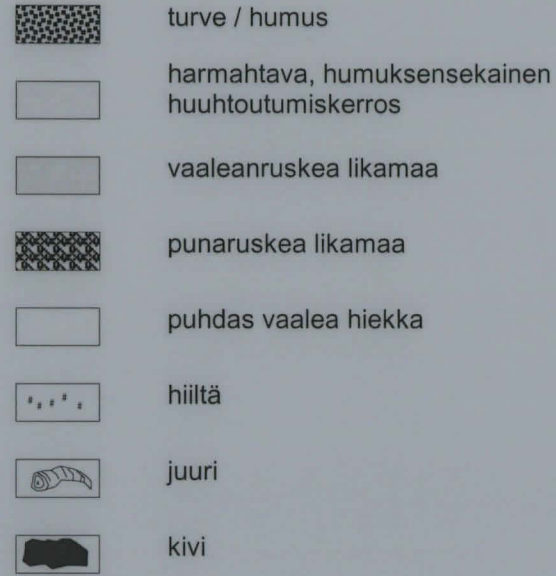 turve / humus
harmahtava, humuksensekainen
huuhtoutumiskerros
vaaleanruskea likamaa
punaruskea likamaa
puhdas vaalea hiekka
hiiltä
juuri
kivi